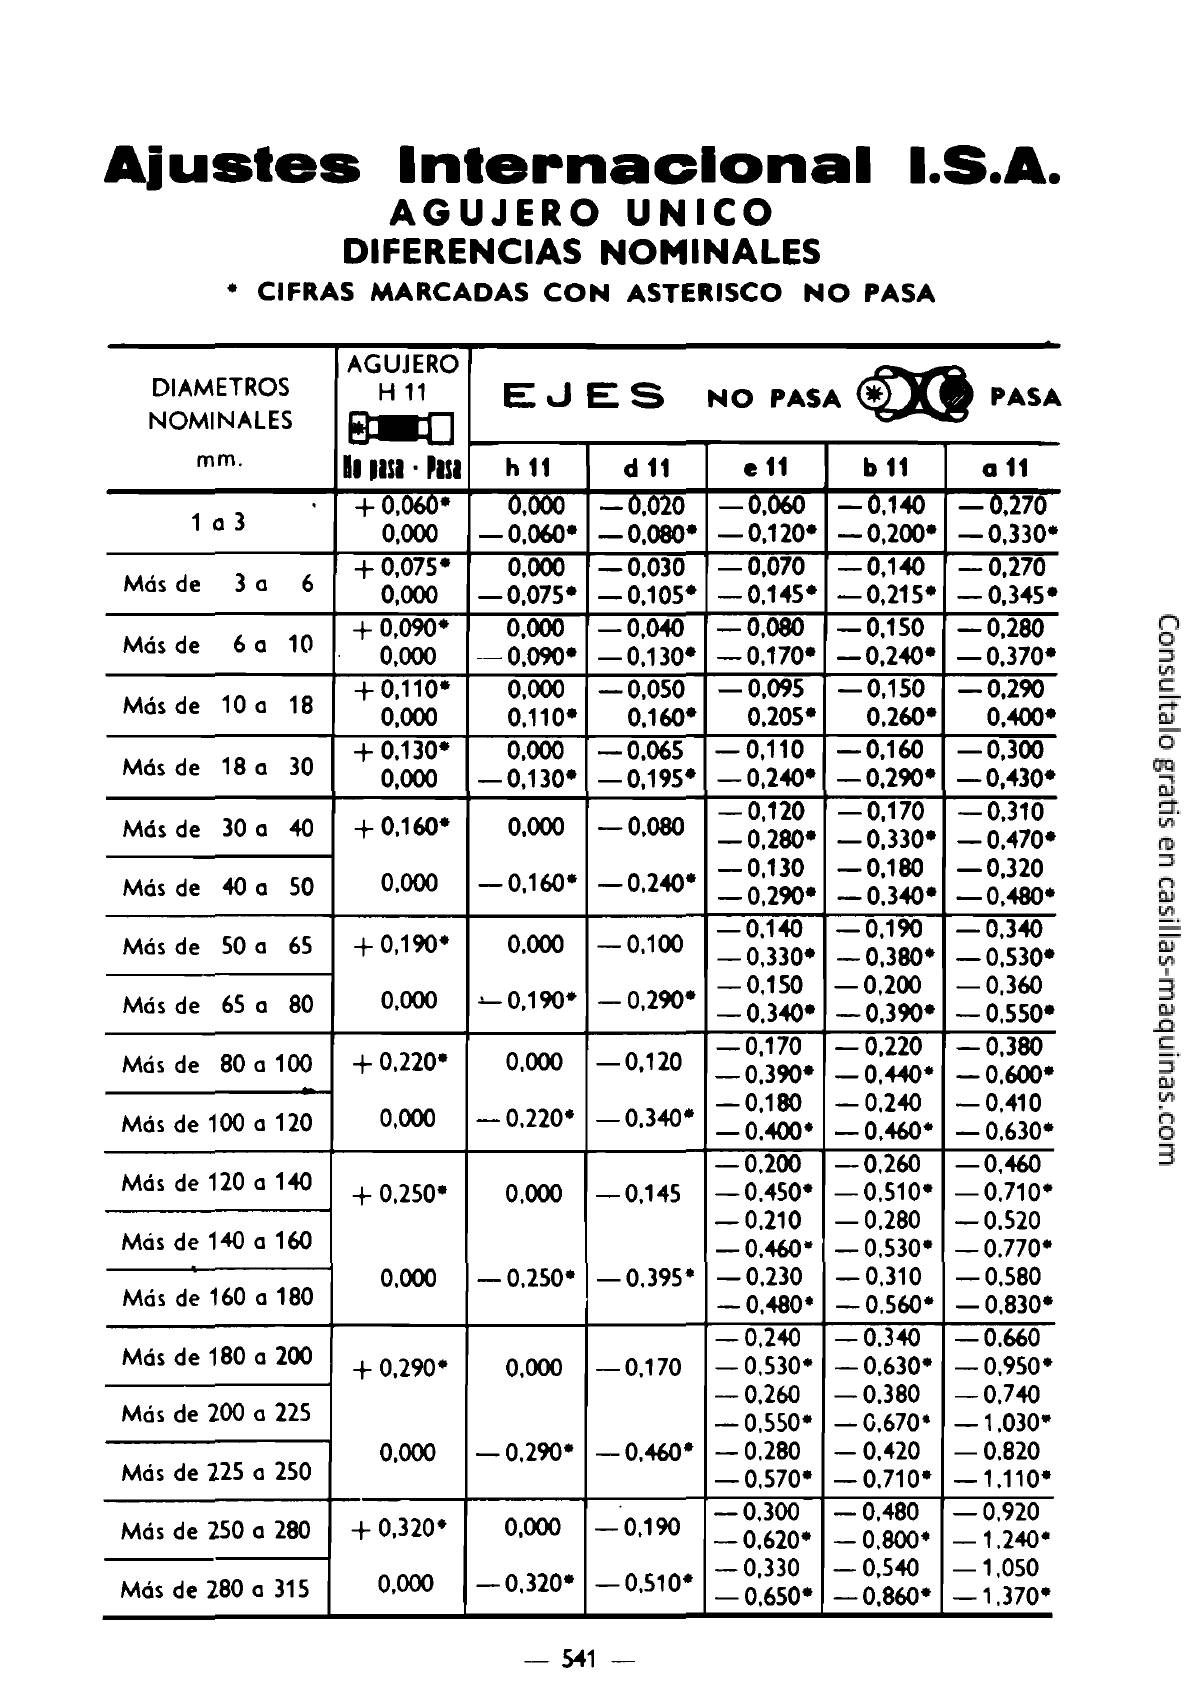 Ajustes Internacional I.S.A.
AGUJERO UNICO
DIFERENCIAS NOMINALES
* CIFRAS MARCADAS CON ASTERISCO NO PASA
DIAMETROS NOMINALES mm.
AGUJERO H 11
No pasa · Pasa
EJES NO PASA PASA
h 11 d 11 e 11 b 11 a 11
1 a 3 + 0,060* 0,000 — 0,020 — 0,060 — 0,140 — 0,270
0,000 — 0,060* — 0,080* — 0,120* — 0,200* — 0,330*
Más de 3 a 6 + 0,075* 0,000 — 0,030 — 0,070 — 0,140 — 0,270
0,000 — 0,075* — 0,105* — 0,145* — 0,215* — 0,345*
Más de 6 a 10 + 0,090* 0,000 — 0,040 — 0,080 — 0,150 — 0,280
0,000 — 0,090* — 0,130* — 0,170* — 0,240* — 0,370*
Más de 10 a 18 + 0,110* 0,000 — 0,050 — 0,095 — 0,150 — 0,290
0,000 0,110* 0,160* 0,205* 0,260* 0,400*
Más de 18 a 30 + 0,130* 0,000 — 0,065 — 0,110 — 0,160 — 0,300
0,000 — 0,130* — 0,195* — 0,240* — 0,290* — 0,430*
Más de 30 a 40 + 0,160* 0,000 — 0,080 — 0,120 — 0,170 — 0,310
— 0,280* — 0,330* — 0,470*
Más de 40 a 50 0,000 — 0,160* — 0,240* — 0,130 — 0,180 — 0,320
— 0,290* — 0,340* — 0,480*
Más de 50 a 65 + 0,190* 0,000 — 0,100 — 0,140 — 0,190 — 0,340
— 0,330* — 0,380* — 0,530*
Más de 65 a 80 0,000 — 0,190* — 0,290* — 0,150 — 0,200 — 0,360
— 0,340* — 0,390* — 0,550*
Más de 80 a 100 + 0,220* 0,000 — 0,120 — 0,170 — 0,220 — 0,380
— 0,390* — 0,440* — 0,600*
Más de 100 a 120 0,000 — 0,220* — 0,340* — 0,180 — 0,240 — 0,410
— 0,400* — 0,460* — 0,630*
Más de 120 a 140 + 0,250* 0,000 — 0,145 — 0,200 — 0,260 — 0,460
— 0,450* — 0,510* — 0,710*
Más de 140 a 160 — 0,210 — 0,280 — 0,520
— 0,460* — 0,530* — 0,770*
Más de 160 a 180 0,000 — 0,250* — 0,395* — 0,230 — 0,310 — 0,580
— 0,480* — 0,560* — 0,830*
Más de 180 a 200 + 0,290* 0,000 — 0,170 — 0,240 — 0,340 — 0,660
— 0,530* — 0,630* — 0,950*
Más de 200 a 225 — 0,260 — 0,380 — 0,740
— 0,550* — 0,670* — 1,030*
Más de 225 a 250 0,000 — 0,290* — 0,460* — 0,280 — 0,420 — 0,820
— 0,570* — 0,710* — 1,110*
Más de 250 a 280 + 0,320* 0,000 — 0,190 — 0,300 — 0,480 — 0,920
— 0,620* — 0,800* — 1,240*
Más de 280 a 315 0,000 — 0,320* — 0,510* — 0,330 — 0,540 — 1,050
— 0,650* — 0,860* — 1,370*
— 541 —
Consultalo gratis en casillas-maquinas.com